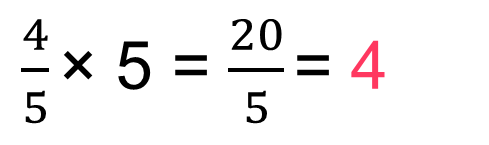 4/5 × 5 = 20/5 = 4